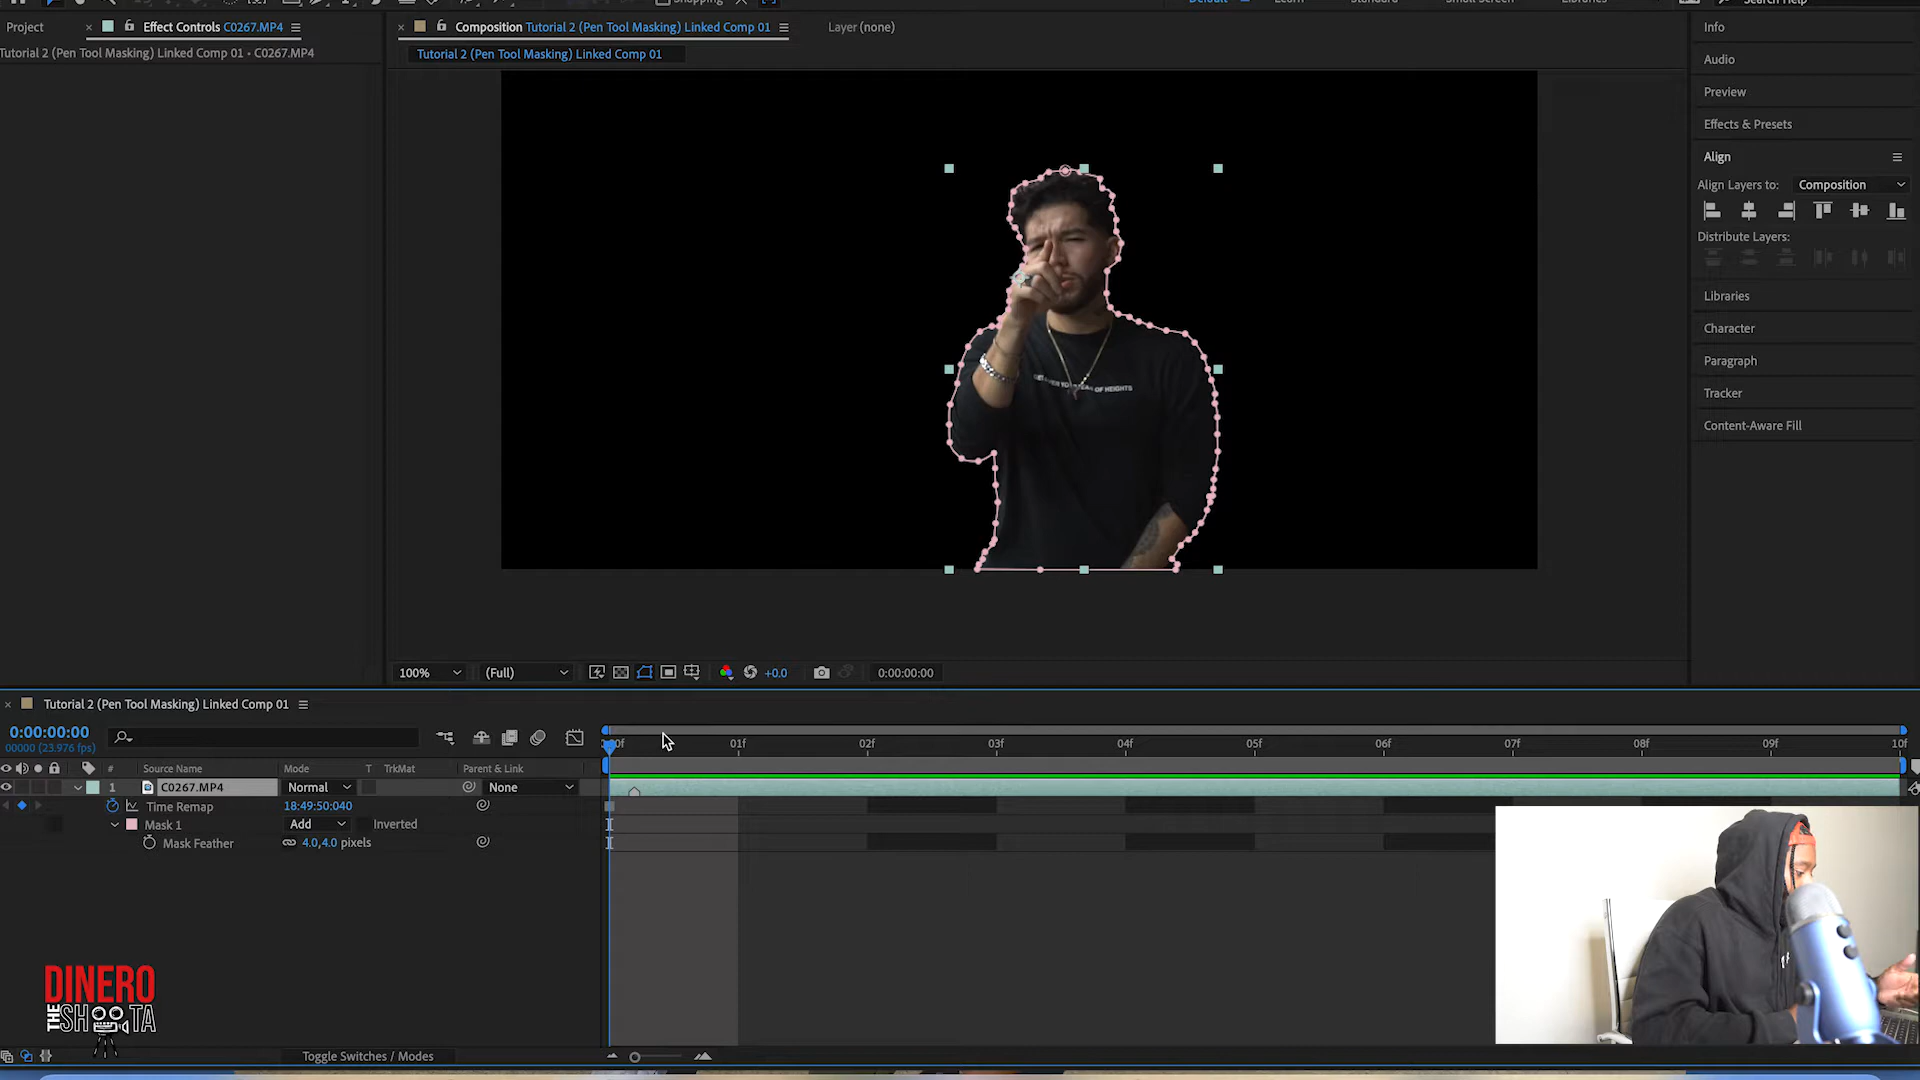 Project
Effect Controls C0267.MP4
Composition Tutorial 2 (Pen Tool Masking) Linked Comp 01
Layer (none)
Tutorial 2 (Pen Tool Masking) Linked Comp 01 • C0267.MP4
Tutorial 2 (Pen Tool Masking) Linked Comp 01
Info
Audio
Preview
Effects & Presets
Align
Align Layers to: Composition
Distribute Layers:
Libraries
Character
Paragraph
Tracker
Content-Aware Fill
OF HEIGHTS
100%
(Full)
+0.0
0:00:00:00
Tutorial 2 (Pen Tool Masking) Linked Comp 01
0:00:00:00
00000 (23.976 fps)
01f 02f 03f 04f 05f 06f 07f 08f 09f 10f
# Source Name Mode T TrkMat Parent & Link
1 C0267.MP4 Normal None
Time Remap 18:49:50:040
Mask 1 Add Inverted
Mask Feather 4.0,4.0 pixels
DINERO
THE SHOOTA
Toggle Switches / Modes